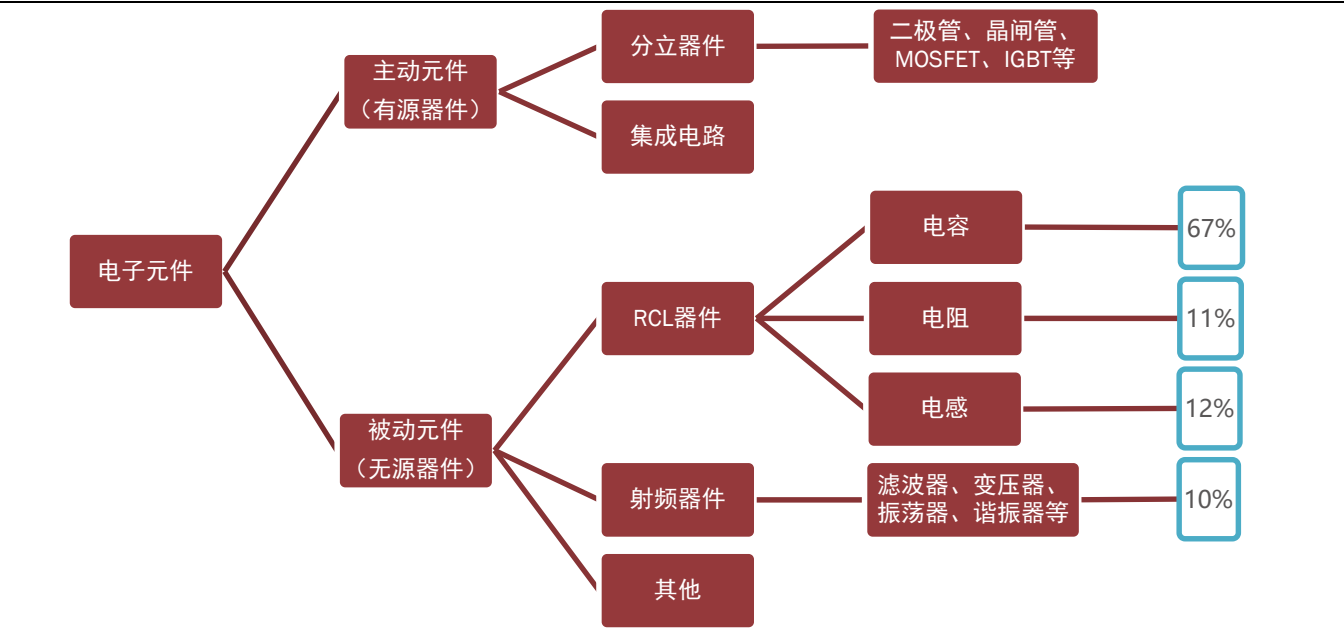 电子元件
主动元件
（有源器件）
分立器件
二极管、晶闸管、
MOSFET、IGBT等
集成电路
被动元件
（无源器件）
RCL器件
电容
67%
电阻
11%
电感
12%
射频器件
滤波器、变压器、
振荡器、谐振器等
10%
其他